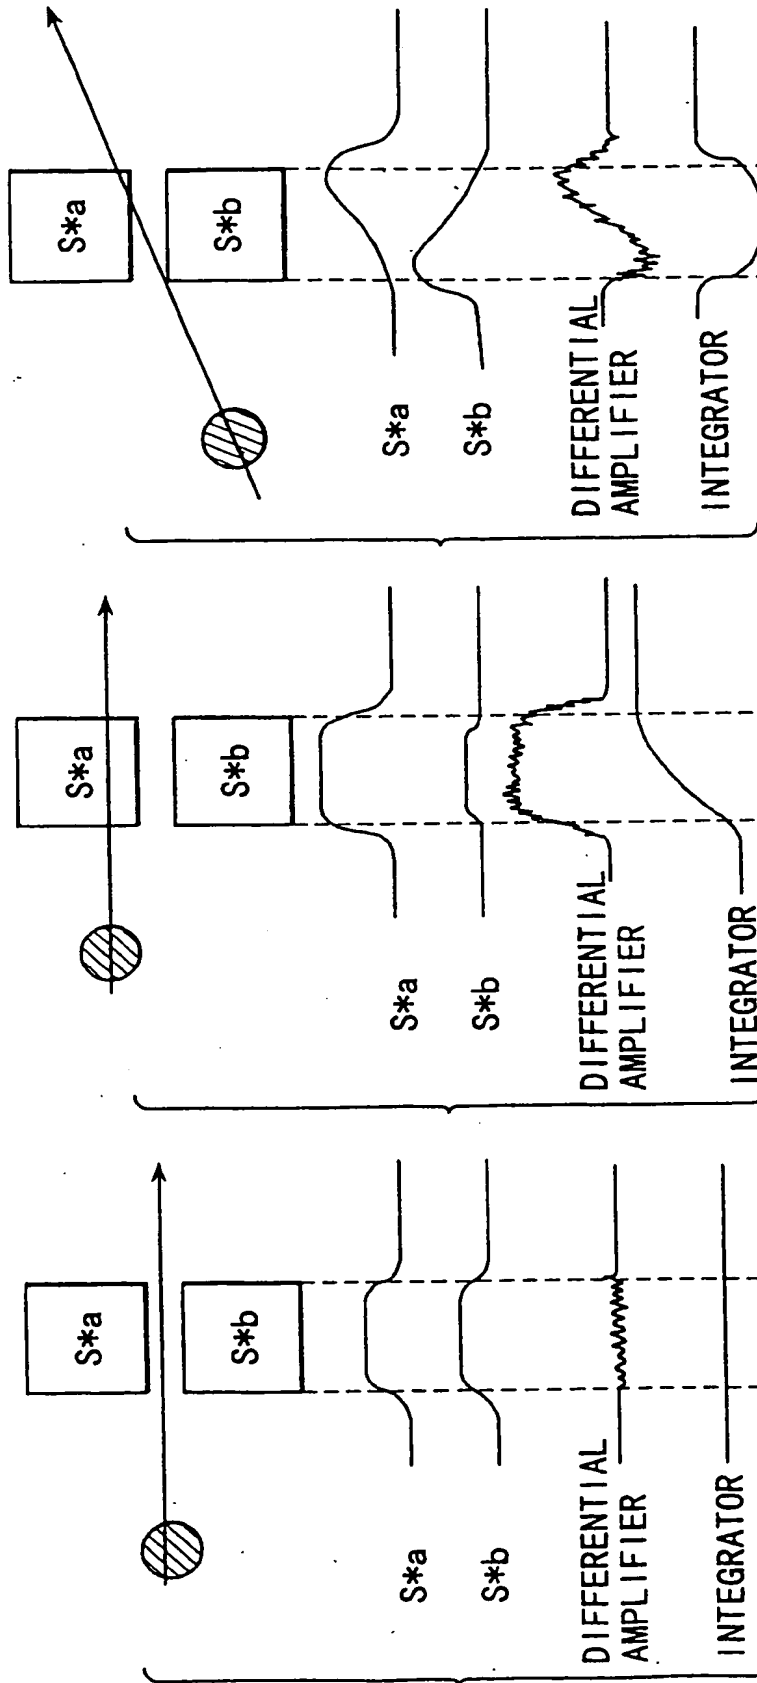 S*a
S*b
S*a
S*b
DIFFERENTIAL
AMPLIFIER
INTEGRATOR
S*a
S*b
S*a
S*b
DIFFERENTIAL
AMPLIFIER
INTEGRATOR
S*a
S*b
S*a
S*b
DIFFERENTIAL
AMPLIFIER
INTEGRATOR